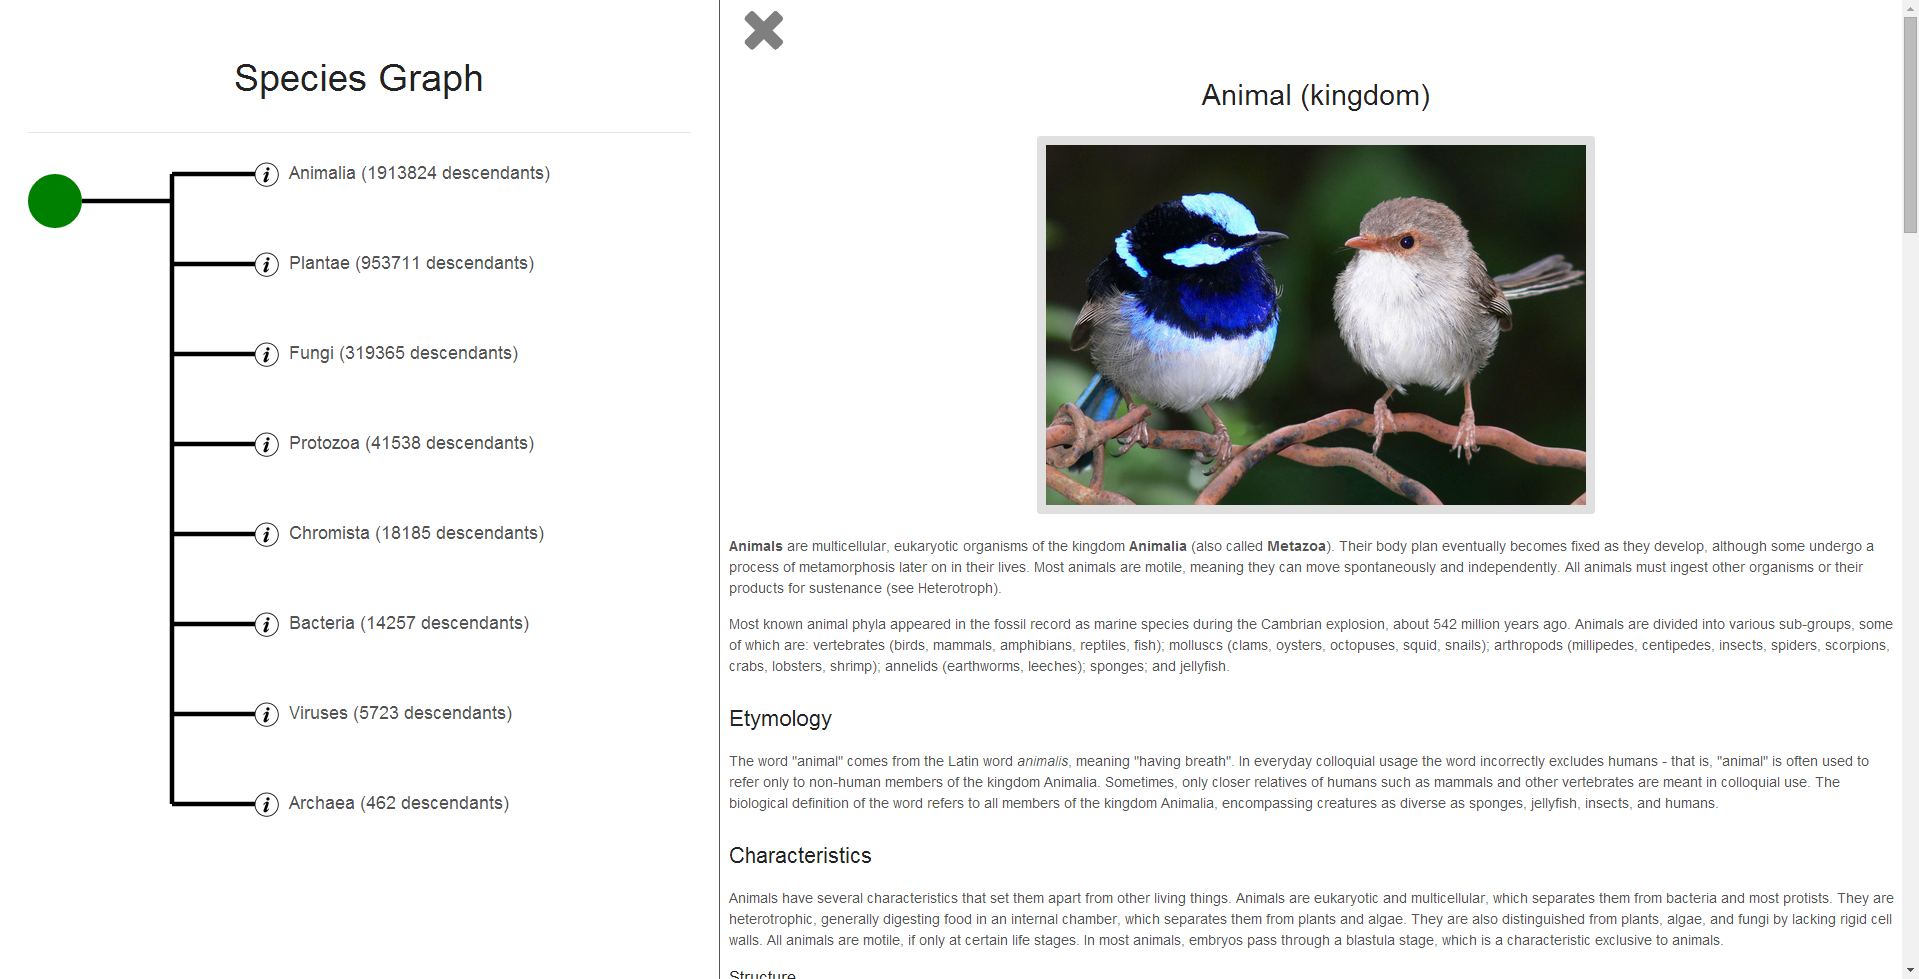 Species Graph
i Animalia (1913824 descendants)
i Plantae (953711 descendants)
i Fungi (319365 descendants)
i Protozoa (41538 descendants)
i Chromista (18185 descendants)
i Bacteria (14257 descendants)
i Viruses (5723 descendants)
i Archaea (462 descendants)
Animal (kingdom)
Animals are multicellular, eukaryotic organisms of the kingdom Animalia (also called Metazoa). Their body plan eventually becomes fixed as they develop, although some undergo a
process of metamorphosis later on in their lives. Most animals are motile, meaning they can move spontaneously and independently. All animals must ingest other organisms or their
products for sustenance (see Heterotroph).
Most known animal phyla appeared in the fossil record as marine species during the Cambrian explosion, about 542 million years ago. Animals are divided into various sub-groups, some
of which are: vertebrates (birds, mammals, amphibians, reptiles, fish); molluscs (clams, oysters, octopuses, squid, snails); arthropods (millipedes, centipedes, insects, spiders, scorpions,
crabs, lobsters, shrimp); annelids (earthworms, leeches); sponges; and jellyfish.
Etymology
The word "animal" comes from the Latin word animalis, meaning "having breath". In everyday colloquial usage the word incorrectly excludes humans - that is, "animal" is often used to
refer only to non-human members of the kingdom Animalia. Sometimes, only closer relatives of humans such as mammals and other vertebrates are meant in colloquial use. The
biological definition of the word refers to all members of the kingdom Animalia, encompassing creatures as diverse as sponges, jellyfish, insects, and humans.
Characteristics
Animals have several characteristics that set them apart from other living things. Animals are eukaryotic and multicellular, which separates them from bacteria and most protists. They are
heterotrophic, generally digesting food in an internal chamber, which separates them from plants and algae. They are also distinguished from plants, algae, and fungi by lacking rigid cell
walls. All animals are motile, if only at certain life stages. In most animals, embryos pass through a blastula stage, which is a characteristic exclusive to animals.
Structure